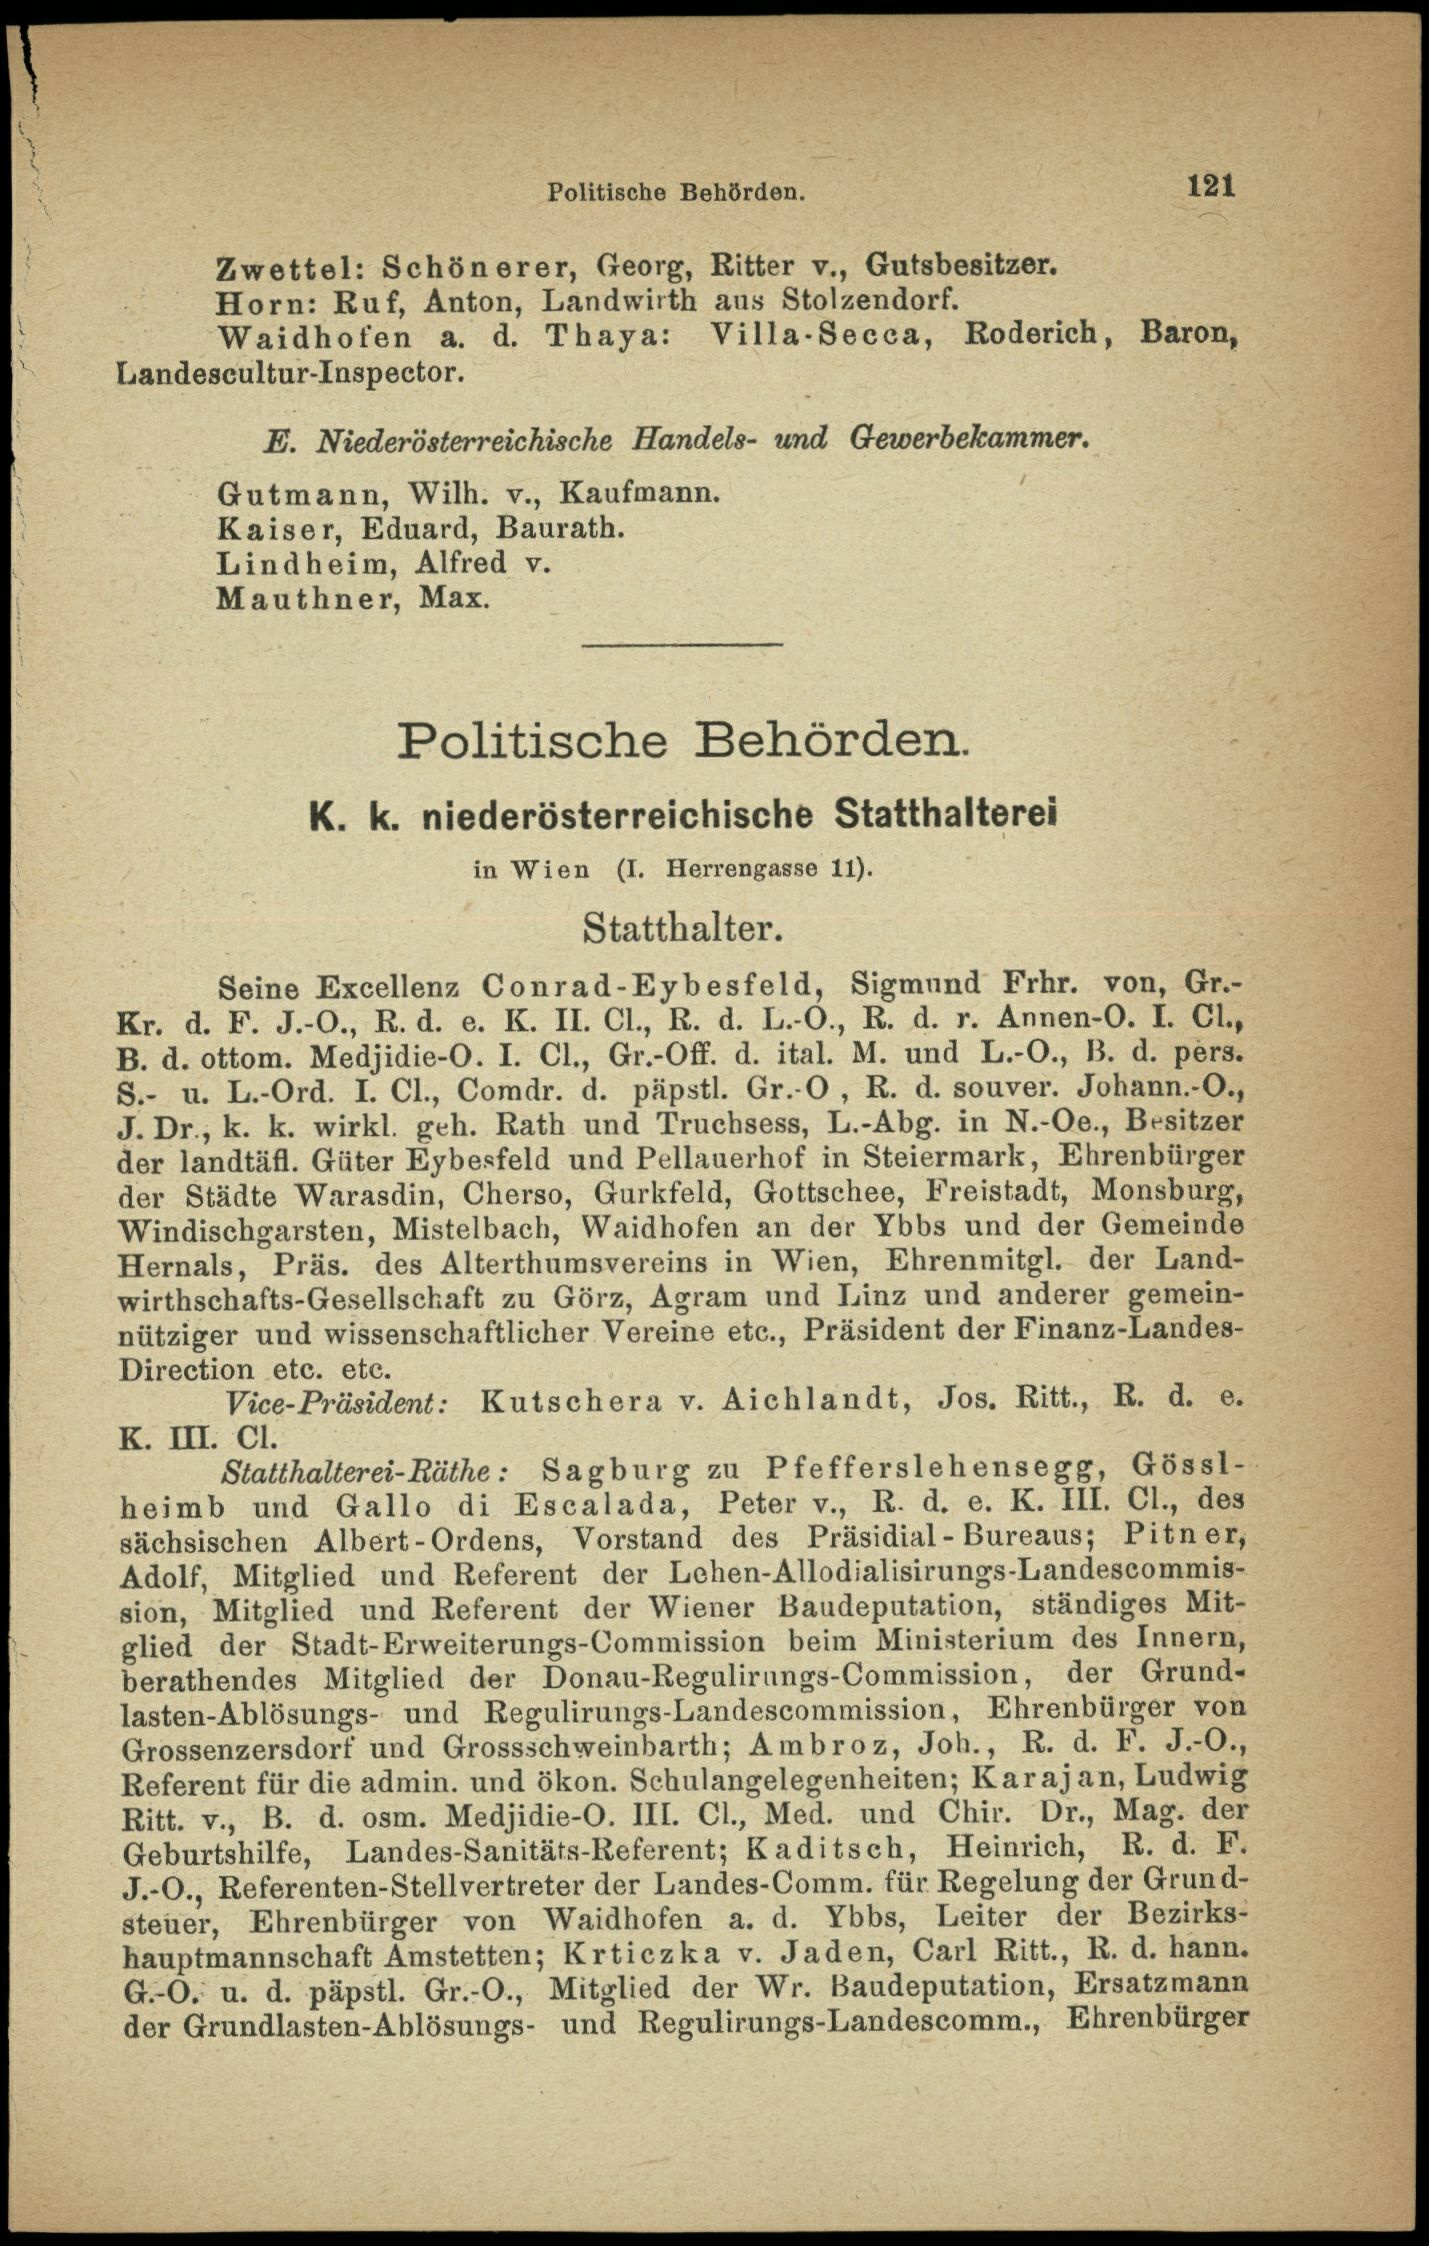 Politische Behörden. 121
Zwettel: Schönerer, Georg, Ritter v., Gutsbesitzer.
Horn: Ruf, Anton, Landwirth aus Stolzendorf.
Waidhofen a. d. Thaya: Villa-Secca, Roderich, Baron,
Landescultur-Inspector.
E. Niederösterreichische Handels- und Gewerbekammer.
Gutmann, Wilh. v., Kaufmann.
Kaiser, Eduard, Baurath.
Lindheim, Alfred v.
Mauthner, Max.
Politische Behörden.
K. k. niederösterreichische Statthalterei
in Wien (I. Herrengasse 11).
Statthalter.
Seine Excellenz Conrad-Eybesfeld, Sigmund Frhr. von, Gr.-
Kr. d. F. J.-O., R. d. e. K. II. Cl., R. d. L.-O., R. d. r. Annen-O. I. Cl.,
B. d. ottom. Medjidie-O. I. Cl., Gr.-Off. d. ital. M. und L.-O., B. d. pers.
S.- u. L.-Ord. I. Cl., Comdr. d. päpstl. Gr.-O , R. d. souver. Johann.-O.,
J. Dr., k. k. wirkl. geh. Rath und Truchsess, L.-Abg. in N.-Oe., Besitzer
der landtäfl. Güter Eybesfeld und Pellauerhof in Steiermark, Ehrenbürger
der Städte Warasdin, Cherso, Gurkfeld, Gottschee, Freistadt, Monsburg,
Windischgarsten, Mistelbach, Waidhofen an der Ybbs und der Gemeinde
Hernals, Präs. des Alterthumsvereins in Wien, Ehrenmitgl. der Land-
wirthschafts-Gesellschaft zu Görz, Agram und Linz und anderer gemein-
nütziger und wissenschaftlicher Vereine etc., Präsident der Finanz-Landes-
Direction etc. etc.
Vice-Präsident: Kutschera v. Aichlandt, Jos. Ritt., R. d. e.
K. III. Cl.
Statthalterei-Räthe: Sagburg zu Pfefferslehensegg, Gössl-
heimb und Gallo di Escalada, Peter v., R. d. e. K. III. Cl., des
sächsischen Albert-Ordens, Vorstand des Präsidial-Bureaus; Pitner,
Adolf, Mitglied und Referent der Lehen-Allodialisirungs-Landescommis-
sion, Mitglied und Referent der Wiener Baudeputation, ständiges Mit-
glied der Stadt-Erweiterungs-Commission beim Ministerium des Innern,
berathendes Mitglied der Donau-Regulirungs-Commission, der Grund-
lasten-Ablösungs- und Regulirungs-Landescommission, Ehrenbürger von
Grossenzersdorf und Grossschweinbarth; Ambroz, Joh., R. d. F. J.-O.,
Referent für die admin. und ökon. Schulangelegenheiten; Karajan, Ludwig
Ritt. v., B. d. osm. Medjidie-O. III. Cl., Med. und Chir. Dr., Mag. der
Geburtshilfe, Landes-Sanitäts-Referent; Kaditsch, Heinrich, R. d. F.
J.-O., Referenten-Stellvertreter der Landes-Comm. für Regelung der Grund-
steuer, Ehrenbürger von Waidhofen a. d. Ybbs, Leiter der Bezirks-
hauptmannschaft Amstetten; Krticzka v. Jaden, Carl Ritt., R. d. hann.
G.-O. u. d. päpstl. Gr.-O., Mitglied der Wr. Baudeputation, Ersatzmann
der Grundlasten-Ablösungs- und Regulirungs-Landescomm., Ehrenbürger